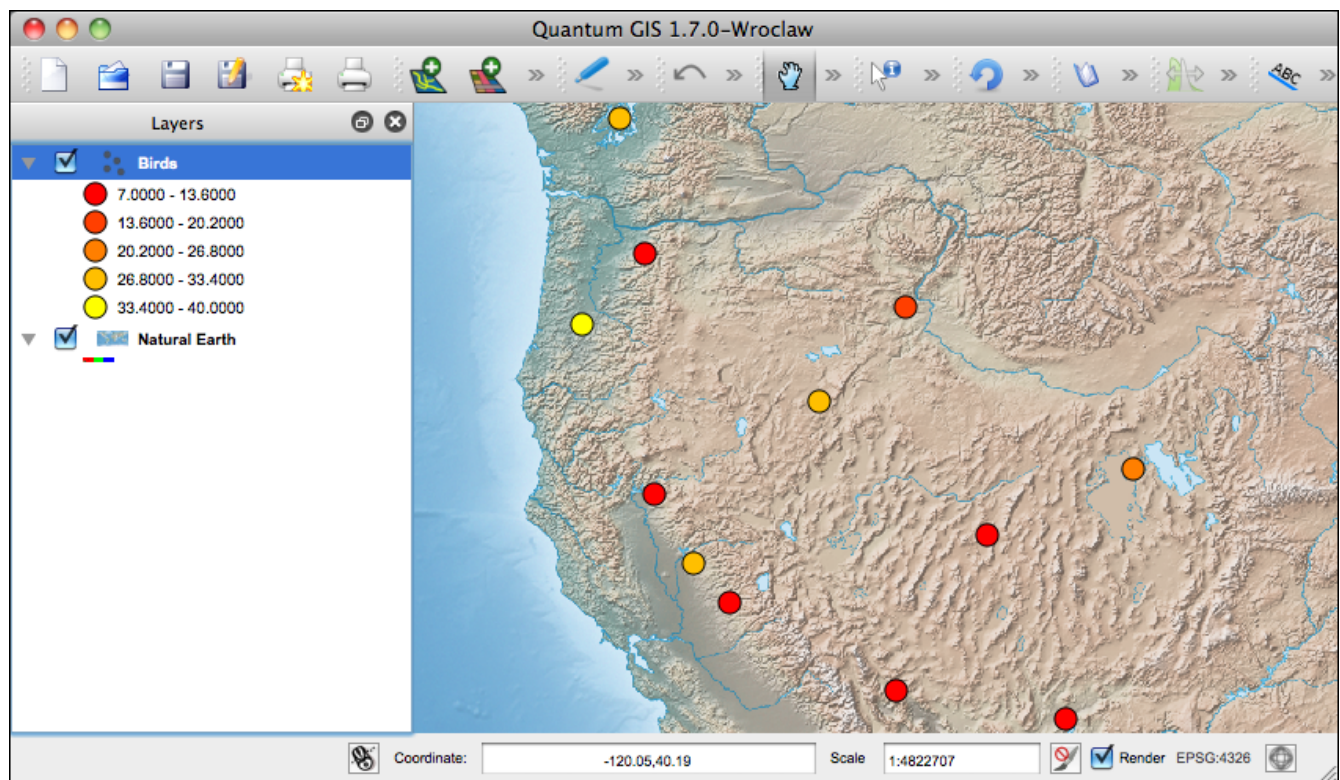 Quantum GIS 1.7.0-Wroclaw
ABC
Layers
Birds
7.0000 - 13.6000
13.6000 - 20.2000
20.2000 - 26.8000
26.8000 - 33.4000
33.4000 - 40.0000
Natural Earth
Coordinate: -120.05,40.19 Scale 1:4822707 Render EPSG:4326